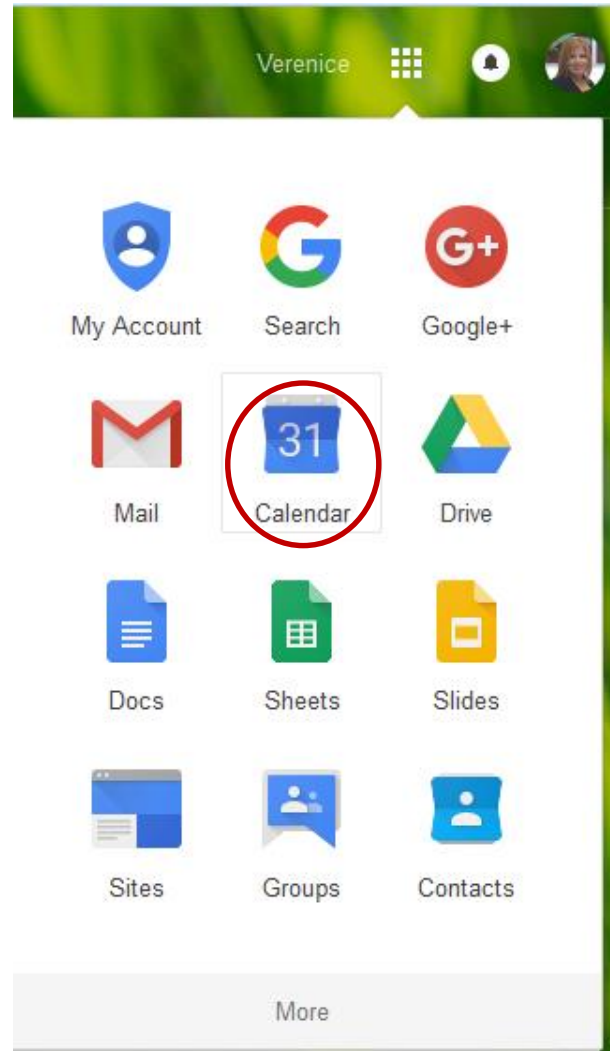 Verenice
G+
My Account Search Google+
31
Mail Calendar Drive
Docs Sheets Slides
Sites Groups Contacts
More